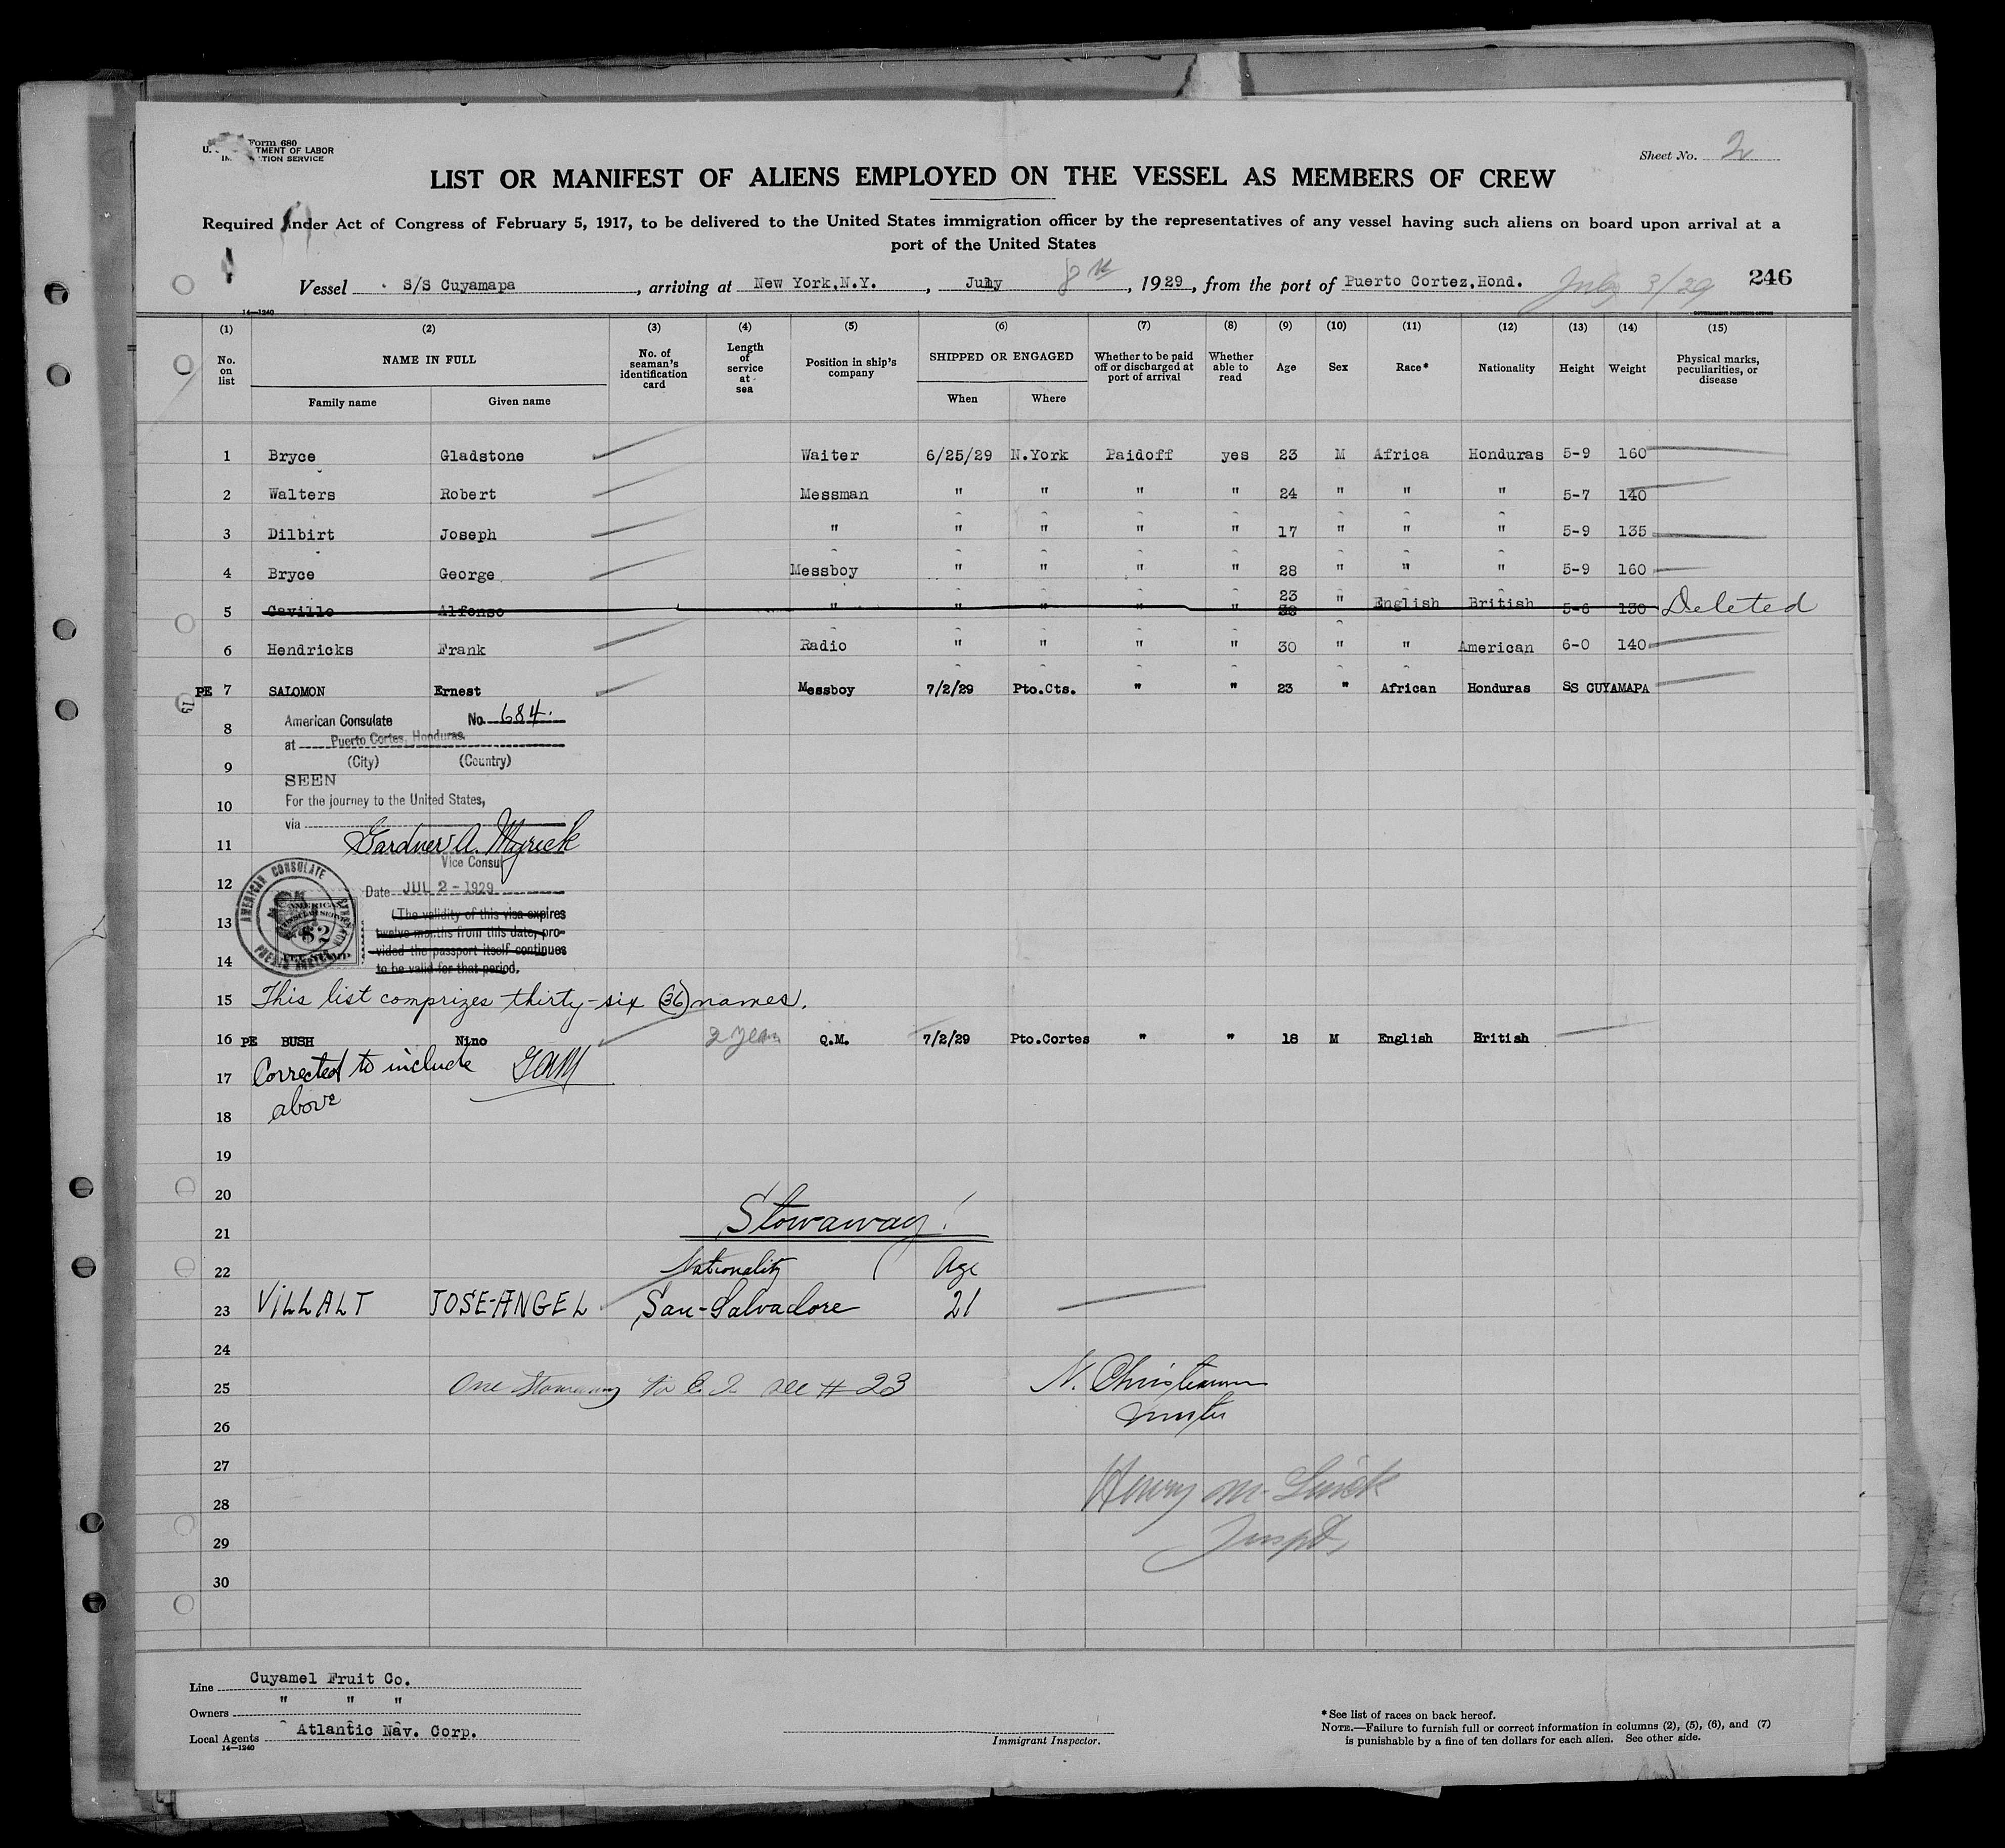 Form 680
U. S. DEPARTMENT OF LABOR
IMMIGRATION SERVICE
Sheet No. 2
LIST OR MANIFEST OF ALIENS EMPLOYED ON THE VESSEL AS MEMBERS OF CREW
Required under Act of Congress of February 5, 1917, to be delivered to the United States immigration officer by the representatives of any vessel having such aliens on board upon arrival at a
port of the United States
Vessel S/S Cuyamapa, arriving at New York,N.Y., July 8th, 1929, from the port of Puerto Cortez,Hond. July 3/29 246
14—1240
(1) (2) (3) (4) (5) (6) (7) (8) (9) (10) (11) (12) (13) (14) (15)
No. on list
NAME IN FULL
Family name
Given name
No. of seaman's identification card
Length of service at sea
Position in ship's company
SHIPPED OR ENGAGED
When
Where
Whether to be paid off or discharged at port of arrival
Whether able to read
Age
Sex
Race*
Nationality
Height
Weight
Physical marks, peculiarities, or disease
1 Bryce Gladstone Waiter 6/25/29 N.York Paidoff yes 23 M Africa Honduras 5-9 160
2 Walters Robert Messman " " " " 24 " " " 5-7 140
3 Dilbirt Joseph " " " " " 17 " " " 5-9 135
4 Bryce George Messboy " " " " 28 " " " 5-9 160
5 Caville Alfonso " " " " " 23 " English British 5-6 130 Deleted
6 Hendricks Frank Radio " " " " 30 " " American 6-0 140
PE 7 SALOMON Ernest Messboy 7/2/29 Pto.Cts. " " 23 " African Honduras SS CUYAMAPA
8 American Consulate No. 684.
at Puerto Cortes, Honduras.
9 (City) (Country)
SEEN
10 For the journey to the United States,
via
11 Gardner A. Myrick
Vice Consul
12 Date JUL 2 - 1929
AMERICAN CONSULATE
PUERTO CORTES
13 (The validity of this visa expires
twelve months from this date, pro-
14 vided the passport itself continues
to be valid for that period.
15 This list comprizes thirty-six (36) names.
16 PE BUSH Nino 2 years Q.M. 7/2/29 Pto.Cortes " " 18 M English British
17 Corrected to include GAM
18 above
19
20
21 Stowaway!
22 Nationality Age
23 VILLALT JOSE-ANGEL San-Salvadore 21
24
25 One Stowaway see # 23 N. Christensen
26 Master
27
28 Henry M.
29 Inspt.
30
Line Cuyamel Fruit Co.
Owners " " "
Local Agents Atlantic Nav. Corp.
14—1240
Immigrant Inspector.
*See list of races on back hereof.
NOTE.—Failure to furnish full or correct information in columns (2), (5), (6), and (7)
is punishable by a fine of ten dollars for each alien. See other side.